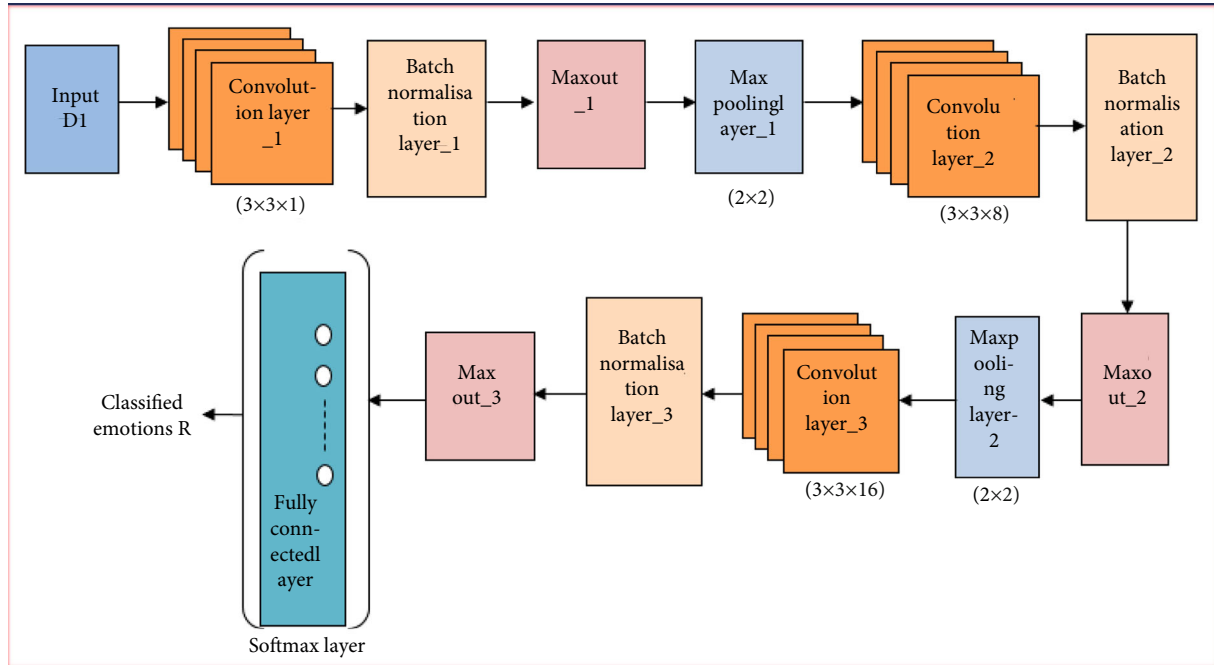 Input
D1
Convolut-
ion layer
_1
(3×3×1)
Batch
normalisa
tion
layer_1
Maxout
_1
Max
poolingl
ayer_1
(2×2)
Convolu
tion
layer_2
(3×3×8)
Batch
normalis
ation
layer_2
Maxo
ut_2
Maxp
ooli-
ng
layer-
2
(2×2)
Convolut
ion
layer_3
(3×3×16)
Batch
normalisa
tion
layer_3
Max
out_3
Fully
conn-
ectedl
ayer
Softmax layer
Classified
emotions R